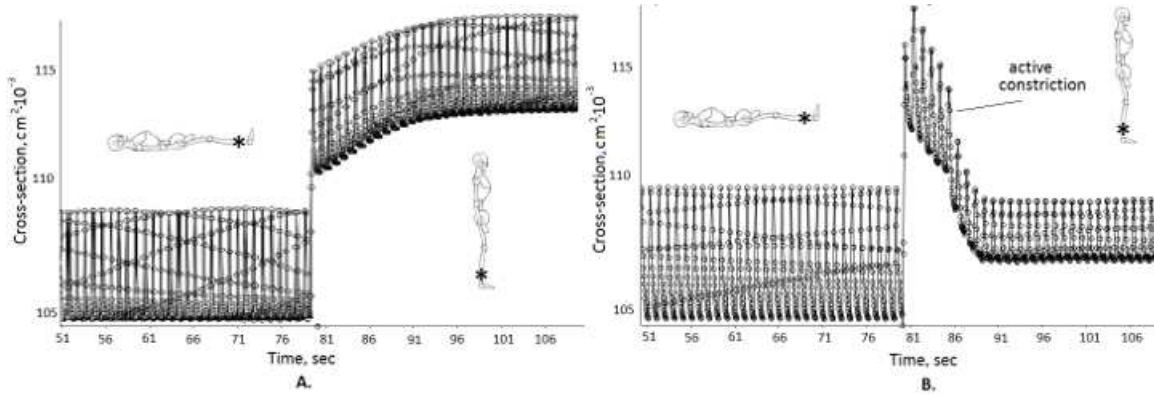 Cross-section, cm²·10⁻³
115
110
105
51 56 61 66 71 76 81 86 91 96 101 106
Time, sec
A.
Cross-section, cm²·10⁻³
115
110
105
active
constriction
51 56 61 66 71 76 81 86 91 96 101 106
Time, sec
B.